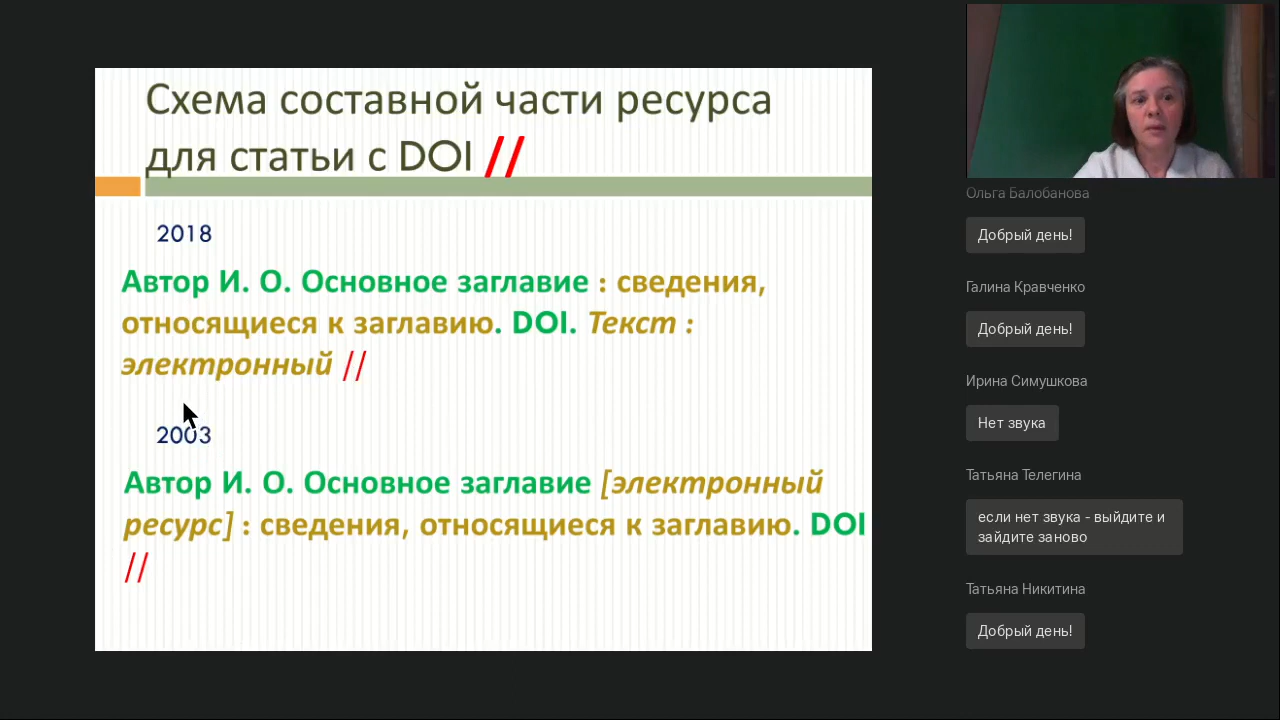 Схема составной части ресурса
для статьи с DOI //
2018
Автор И. О. Основное заглавие : сведения,
относящиеся к заглавию. DOI. Текст :
электронный //
2003
Автор И. О. Основное заглавие [электронный
ресурс] : сведения, относящиеся к заглавию. DOI
//
Ольга Балобанова
Добрый день!
Галина Кравченко
Добрый день!
Ирина Симушкова
Нет звука
Татьяна Телегина
если нет звука - выйдите и
зайдите заново
Татьяна Никитина
Добрый день!